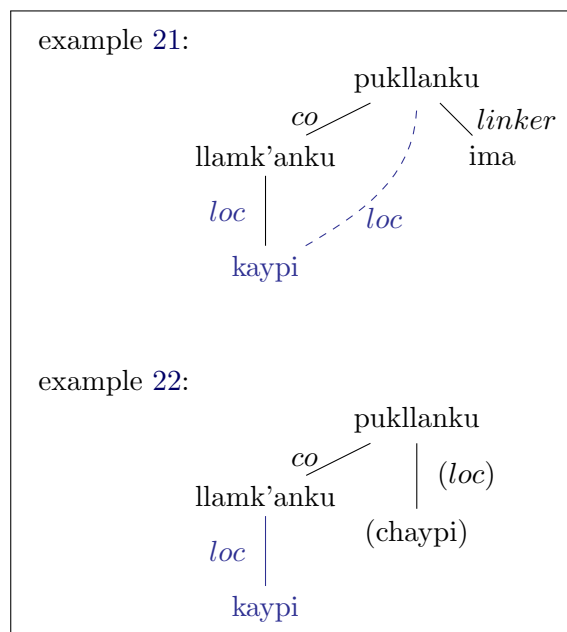 example 21:
pukllanku
co
linker
llamk'anku
ima
loc
loc
kaypi
example 22:
pukllanku
co
(loc)
llamk'anku
(chaypi)
loc
kaypi